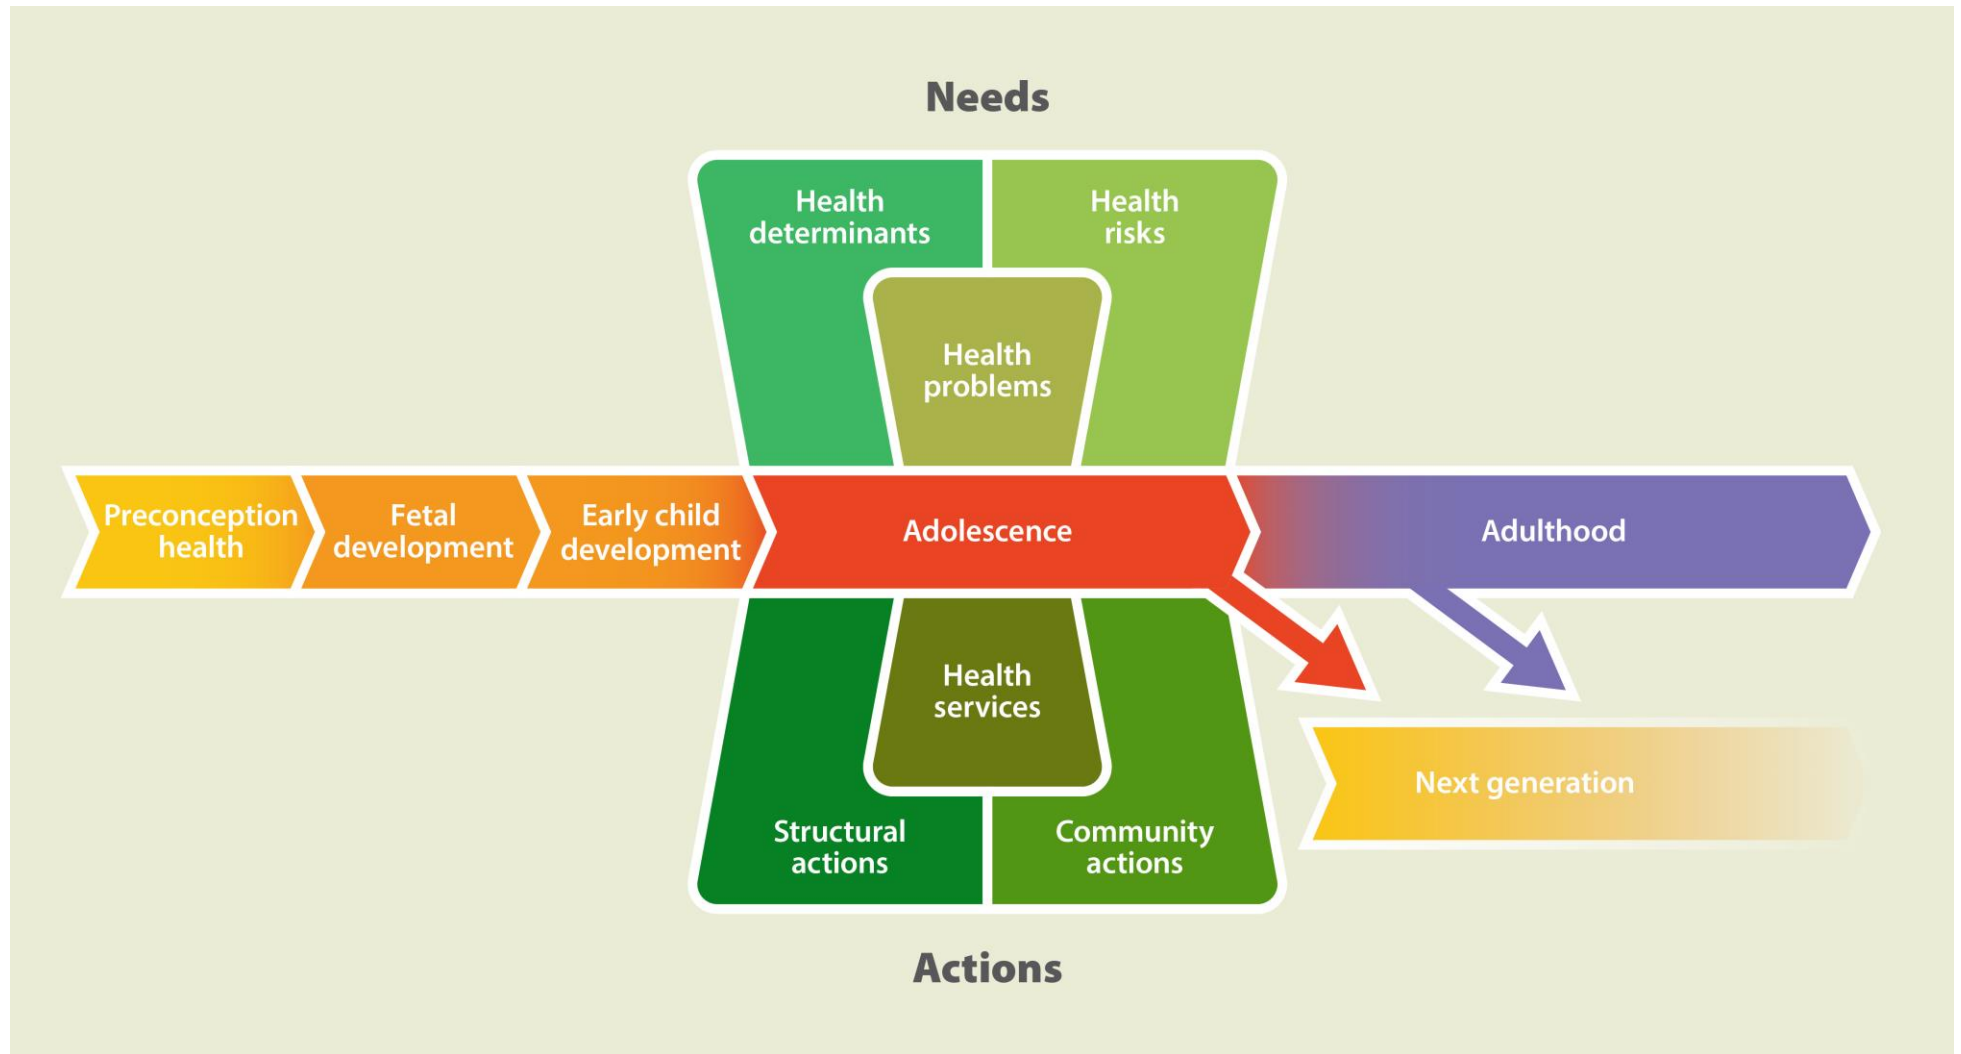 Needs
Health
determinants
Health
risks
Health
problems
Preconception
health
Fetal
development
Early child
development
Adolescence
Adulthood
Health
services
Next generation
Structural
actions
Community
actions
Actions